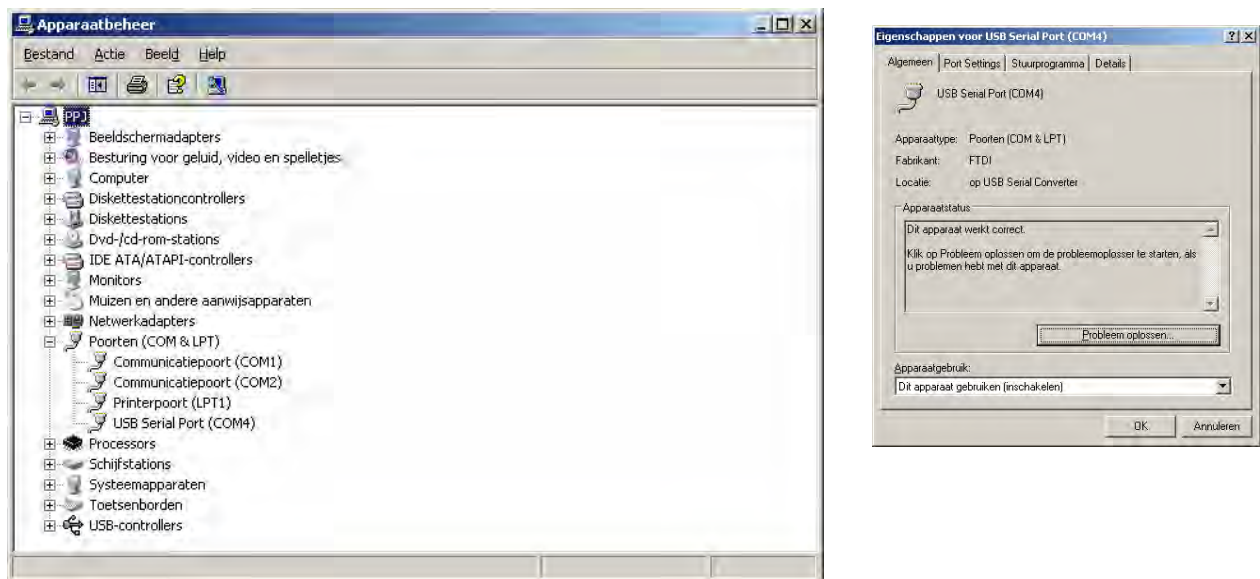 Apparaatbeheer
Bestand Actie Beeld Help
PPJ
Beeldschermadapters
Besturing voor geluid, video en spelletjes
Computer
Diskettestationcontrollers
Diskettestations
Dvd-/cd-rom-stations
IDE ATA/ATAPI-controllers
Monitors
Muizen en andere aanwijsapparaten
Netwerkadapters
Poorten (COM & LPT)
Communicatiepoort (COM1)
Communicatiepoort (COM2)
Printerpoort (LPT1)
USB Serial Port (COM4)
Processors
Schijfstations
Systeemapparaten
Toetsenborden
USB-controllers
Eigenschappen voor USB Serial Port (COM4)
Algemeen Port Settings Stuurprogramma Details
USB Serial Port (COM4)
Apparaattype: Poorten (COM & LPT)
Fabrikant: FTDI
Locatie: op USB Serial Converter
Apparaatstatus
Dit apparaat werkt correct.
Klik op Probleem oplossen om de probleemoplosser te starten, als
u problemen hebt met dit apparaat.
Probleem oplossen...
Apparaatgebruik:
Dit apparaat gebruiken (inschakelen)
OK Annuleren